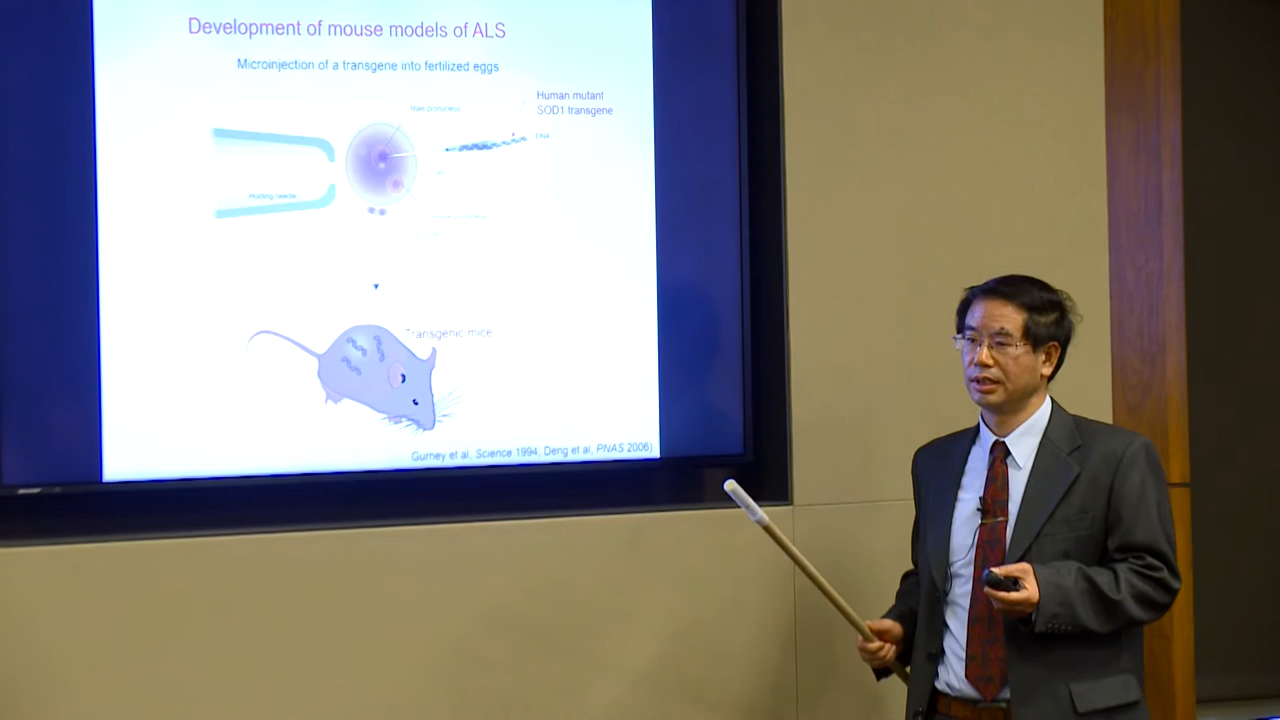 Development of mouse models of ALS
Microinjection of a transgene into fertilized eggs
Human mutant
SOD1 transgene
Male pronucleus
DNA
Holding needle
Transgenic mice
Gurney et al, Science 1994, Deng et al, PNAS 2006)